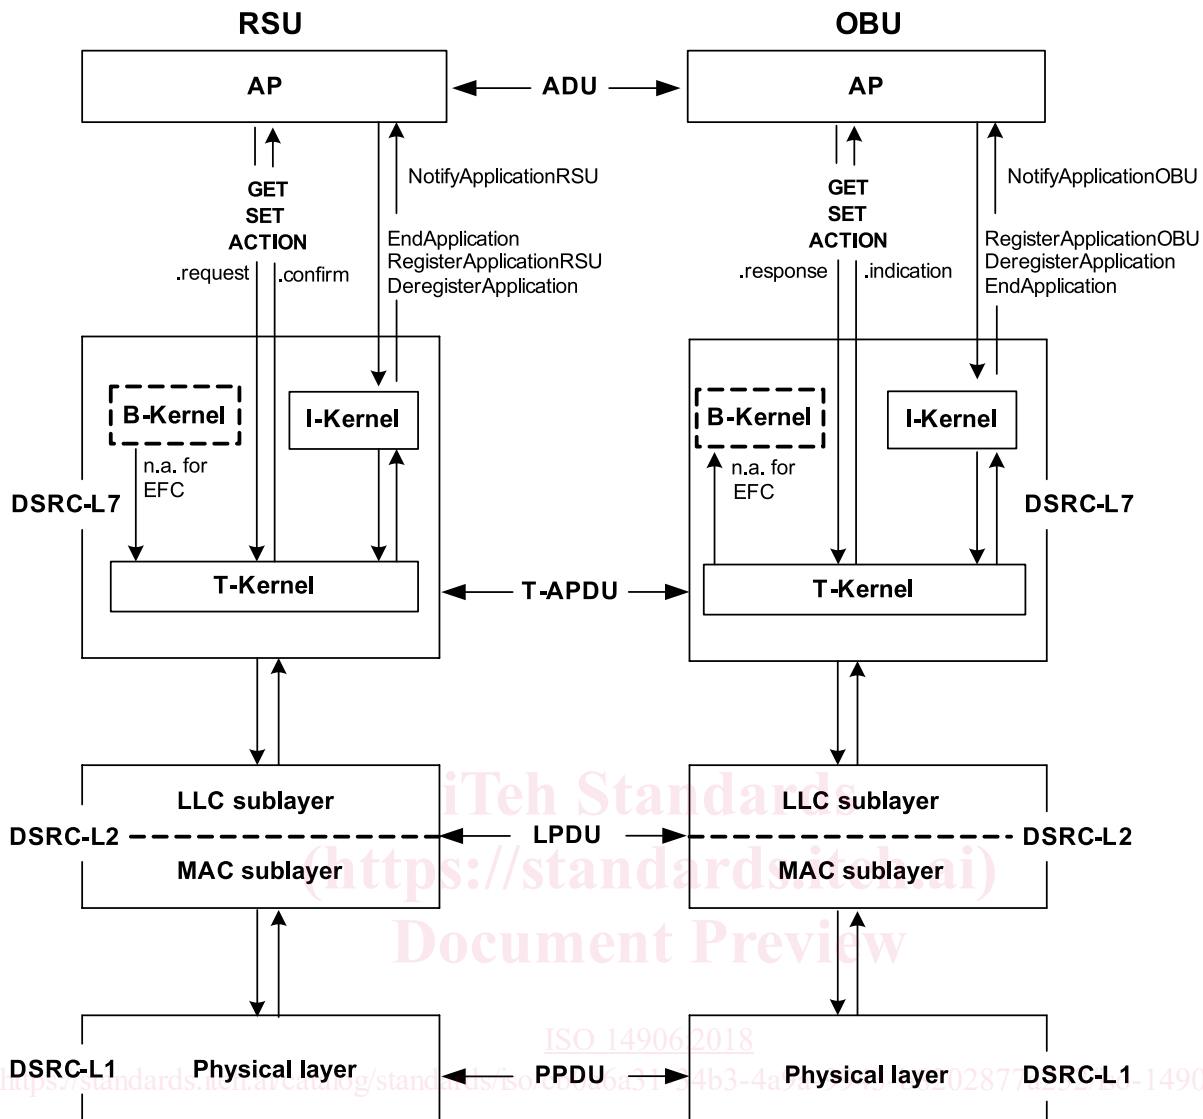 RSU
OBU
AP
ADU
AP
NotifyApplicationRSU
NotifyApplicationOBU
GET
SET
ACTION
GET
SET
ACTION
.request
.confirm
EndApplication
RegisterApplicationRSU
DeregisterApplication
.response
.indication
RegisterApplicationOBU
DeregisterApplication
EndApplication
B-Kernel
I-Kernel
B-Kernel
I-Kernel
n.a. for
EFC
n.a. for
EFC
DSRC-L7
DSRC-L7
T-Kernel
T-APDU
T-Kernel
iTeh Standards
LLC sublayer
LLC sublayer
DSRC-L2
LPDU
DSRC-L2
MAC sublayer
MAC sublayer
(https://standards.iteh.ai)
Document Preview
ISO 14906:2018
DSRC-L1
Physical layer
PPDU
Physical layer
DSRC-L1